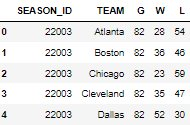 SEASON_ID TEAM G W L
0 22003 Atlanta 82 28 54
1 22003 Boston 82 36 46
2 22003 Chicago 82 23 59
3 22003 Cleveland 82 35 47
4 22003 Dallas 82 52 30